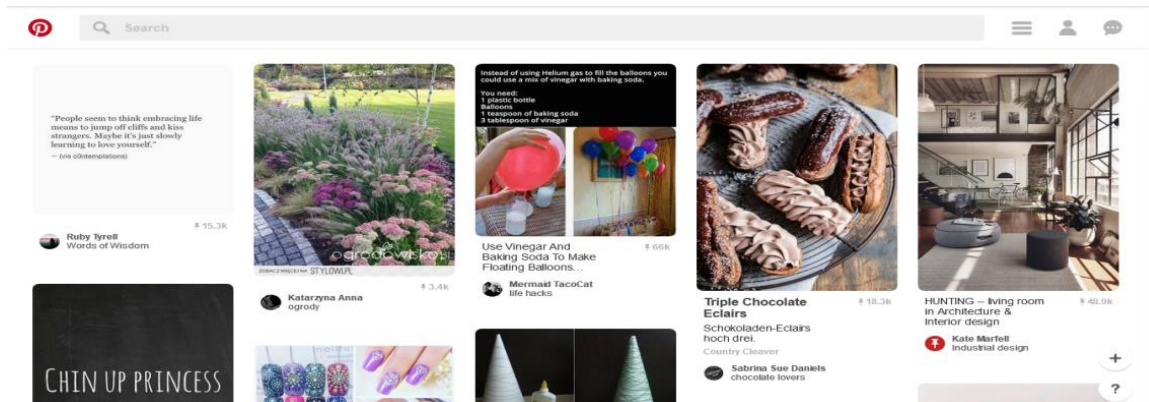 Search
"People seem to think embracing life
means to jump off cliffs and kiss
strangers. Maybe it's just slowly
learning to love yourself."
— (via c0ntemplations)
15.3k
Ruby Tyrell
Words of Wisdom
CHIN UP PRINCESS
ogrodowisko.pl
ZOBACZ WIĘCEJ NA STYLOWI.PL
3.4k
Katarzyna Anna
ogrody
Instead of using Helium gas to fill the balloons you
could use a mix of vinegar with baking soda.
You need:
1 plastic bottle
Balloons
1 teaspoon of baking soda
3 tablespoon of vinegar
Use Vinegar And
Baking Soda To Make
Floating Balloons...
66k
Mermaid TacoCat
life hacks
Triple Chocolate
Eclairs
18.3k
Schokoladen-Eclairs
hoch drei.
Country Cleaver
Sabrina Sue Daniels
chocolate lovers
HUNTING – living room
in Architecture &
Interior design
48.9k
Kate Marfell
Industrial design
+
?